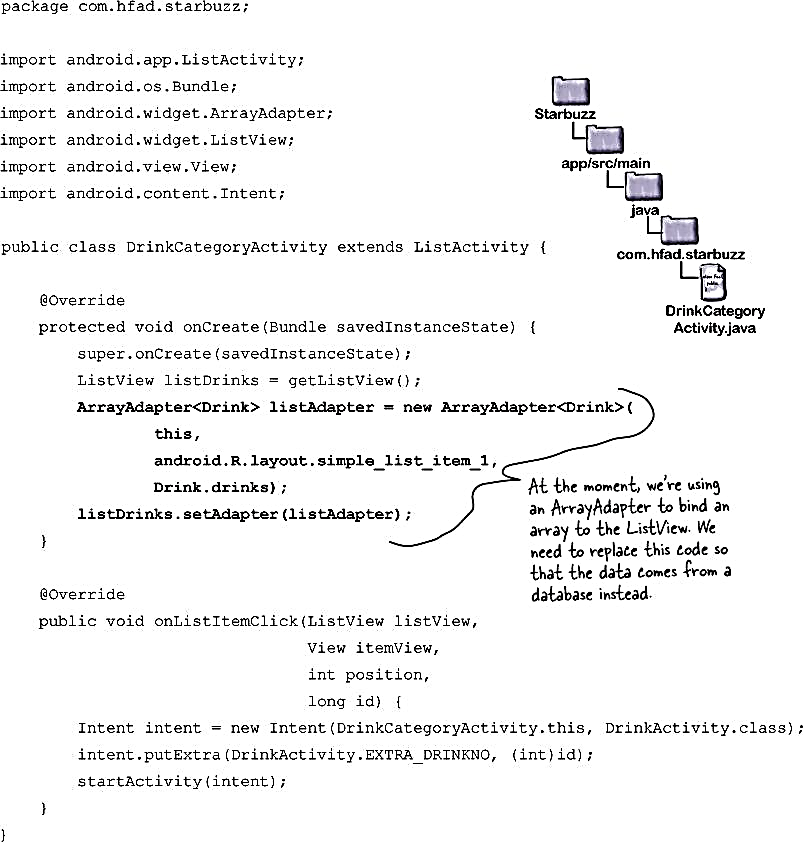 package com.hfad.starbuzz;
import android.app.ListActivity;
import android.os.Bundle;
import android.widget.ArrayAdapter;
import android.widget.ListView;
import android.view.View;
import android.content.Intent;
public class DrinkCategoryActivity extends ListActivity {
@Override
protected void onCreate(Bundle savedInstanceState) {
super.onCreate(savedInstanceState);
ListView listDrinks = getListView();
ArrayAdapter<Drink> listAdapter = new ArrayAdapter<Drink>(
this,
android.R.layout.simple_list_item_1,
Drink.drinks);
listDrinks.setAdapter(listAdapter);
}
@Override
public void onListItemClick(ListView listView,
View itemView,
int position,
long id) {
Intent intent = new Intent(DrinkCategoryActivity.this, DrinkActivity.class);
intent.putExtra(DrinkActivity.EXTRA_DRINKNO, (int)id);
startActivity(intent);
}
}
Starbuzz
app/src/main
java
com.hfad.starbuzz
DrinkCategory
Activity.java
At the moment, we're using
an ArrayAdapter to bind an
array to the ListView. We
need to replace this code so
that the data comes from a
database instead.